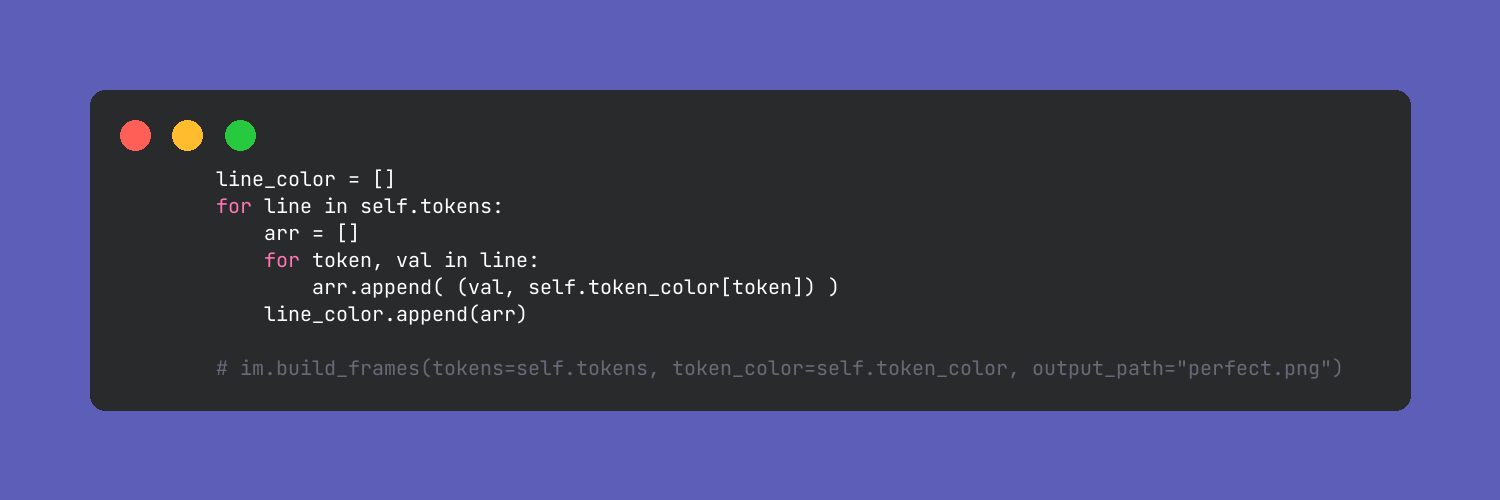 line_color = []
for line in self.tokens:
    arr = []
    for token, val in line:
        arr.append( (val, self.token_color[token]) )
    line_color.append(arr)

# im.build_frames(tokens=self.tokens, token_color=self.token_color, output_path="perfect.png")